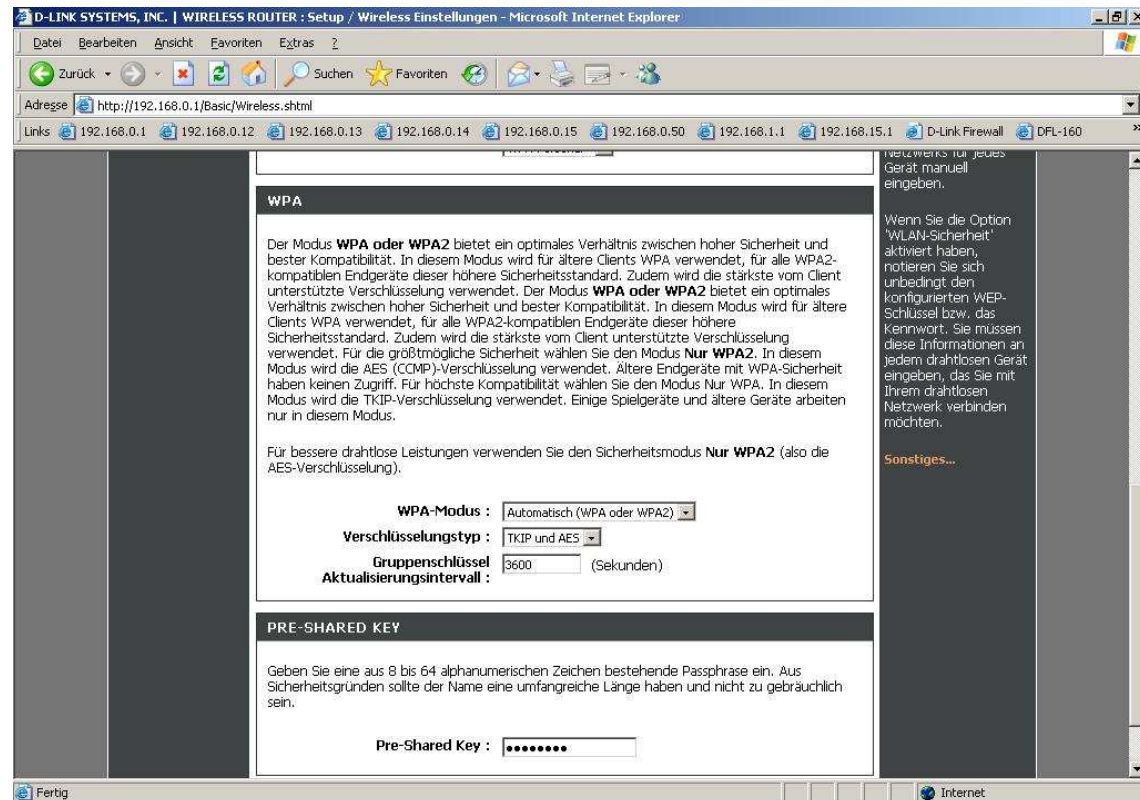 D-LINK SYSTEMS, INC. | WIRELESS ROUTER : Setup / Wireless Einstellungen - Microsoft Internet Explorer
Datei Bearbeiten Ansicht Favoriten Extras ?
Zurück Suchen Favoriten
Adresse http://192.168.0.1/Basic/Wireless.shtml
Links 192.168.0.1 192.168.0.12 192.168.0.13 192.168.0.14 192.168.0.15 192.168.0.50 192.168.1.1 192.168.15.1 D-Link Firewall DFL-160 »
WPA
Der Modus WPA oder WPA2 bietet ein optimales Verhältnis zwischen hoher Sicherheit und
bester Kompatibilität. In diesem Modus wird für ältere Clients WPA verwendet, für alle WPA2-
kompatiblen Endgeräte dieser höhere Sicherheitsstandard. Zudem wird die stärkste vom Client
unterstützte Verschlüsselung verwendet. Der Modus WPA oder WPA2 bietet ein optimales
Verhältnis zwischen hoher Sicherheit und bester Kompatibilität. In diesem Modus wird für ältere
Clients WPA verwendet, für alle WPA2-kompatiblen Endgeräte dieser höhere
Sicherheitsstandard. Zudem wird die stärkste vom Client unterstützte Verschlüsselung
verwendet. Für die größtmögliche Sicherheit wählen Sie den Modus Nur WPA2. In diesem
Modus wird die AES (CCMP)-Verschlüsselung verwendet. Ältere Endgeräte mit WPA-Sicherheit
haben keinen Zugriff. Für höchste Kompatibilität wählen Sie den Modus Nur WPA. In diesem
Modus wird die TKIP-Verschlüsselung verwendet. Einige Spielgeräte und ältere Geräte arbeiten
nur in diesem Modus.
Für bessere drahtlose Leistungen verwenden Sie den Sicherheitsmodus Nur WPA2 (also die
AES-Verschlüsselung).
WPA-Modus : Automatisch (WPA oder WPA2)
Verschlüsselungstyp : TKIP und AES
Gruppenschlüssel
Aktualisierungsintervall : 3600 (Sekunden)
PRE-SHARED KEY
Geben Sie eine aus 8 bis 64 alphanumerischen Zeichen bestehende Passphrase ein. Aus
Sicherheitsgründen sollte der Name eine umfangreiche Länge haben und nicht zu gebräuchlich
sein.
Pre-Shared Key : ••••••••
Netzwerks für jedes
Gerät manuell
eingeben.
Wenn Sie die Option
'WLAN-Sicherheit'
aktiviert haben,
notieren Sie sich
unbedingt den
konfigurierten WEP-
Schlüssel bzw. das
Kennwort. Sie müssen
diese Informationen an
jedem drahtlosen Gerät
eingeben, das Sie mit
Ihrem drahtlosen
Netzwerk verbinden
möchten.
Sonstiges...
Fertig
Internet